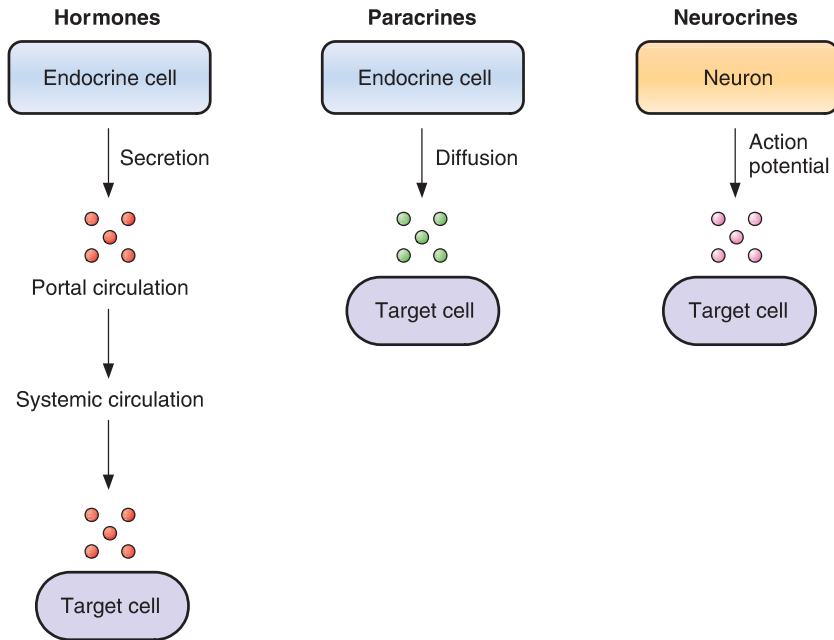 Hormones
Endocrine cell
Secretion
Portal circulation
Systemic circulation
Target cell
Paracrines
Endocrine cell
Diffusion
Target cell
Neurocrines
Neuron
Action
potential
Target cell